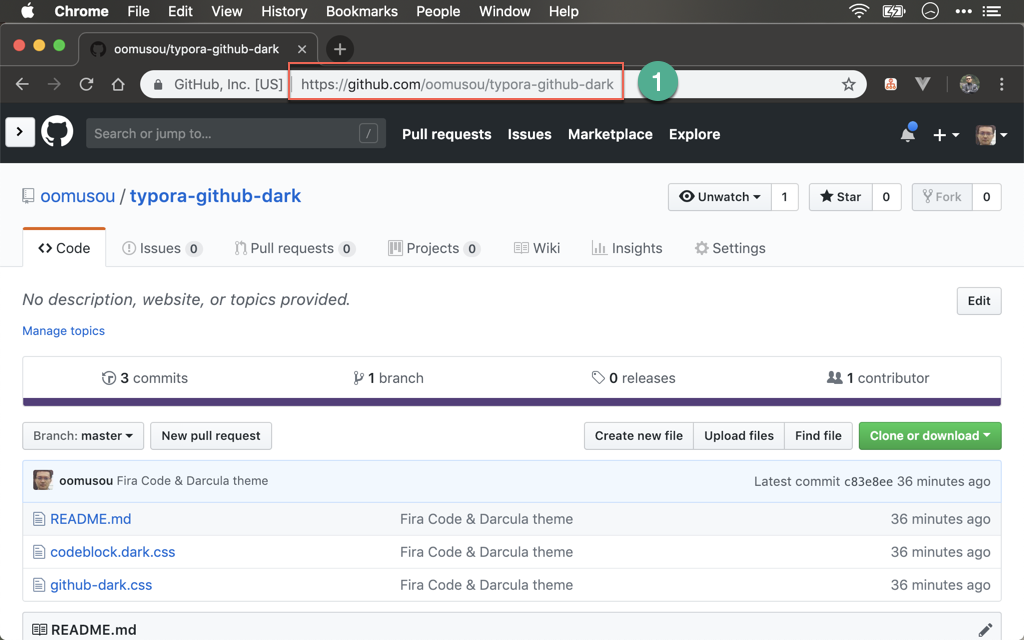 Chrome File Edit View History Bookmarks People Window Help
oomusou/typora-github-dark
GitHub, Inc. [US] https://github.com/oomusou/typora-github-dark 1
Search or jump to... / Pull requests Issues Marketplace Explore
oomusou / typora-github-dark Unwatch 1 Star 0 Fork 0
Code Issues 0 Pull requests 0 Projects 0 Wiki Insights Settings
No description, website, or topics provided. Edit
Manage topics
3 commits 1 branch 0 releases 1 contributor
Branch: master New pull request Create new file Upload files Find file Clone or download
oomusou Fira Code & Darcula theme Latest commit c83e8ee 36 minutes ago
README.md Fira Code & Darcula theme 36 minutes ago
codeblock.dark.css Fira Code & Darcula theme 36 minutes ago
github-dark.css Fira Code & Darcula theme 36 minutes ago
README.md